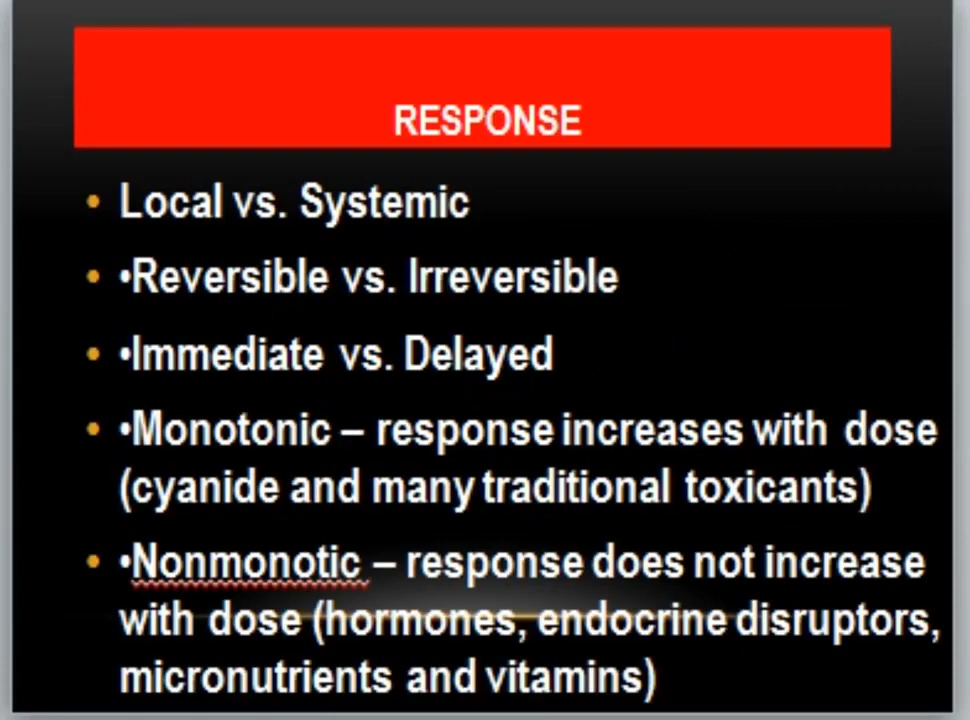 RESPONSE
• Local vs. Systemic
• •Reversible vs. Irreversible
• •Immediate vs. Delayed
• •Monotonic – response increases with dose
(cyanide and many traditional toxicants)
• •Nonmonotic – response does not increase
with dose (hormones, endocrine disruptors,
micronutrients and vitamins)